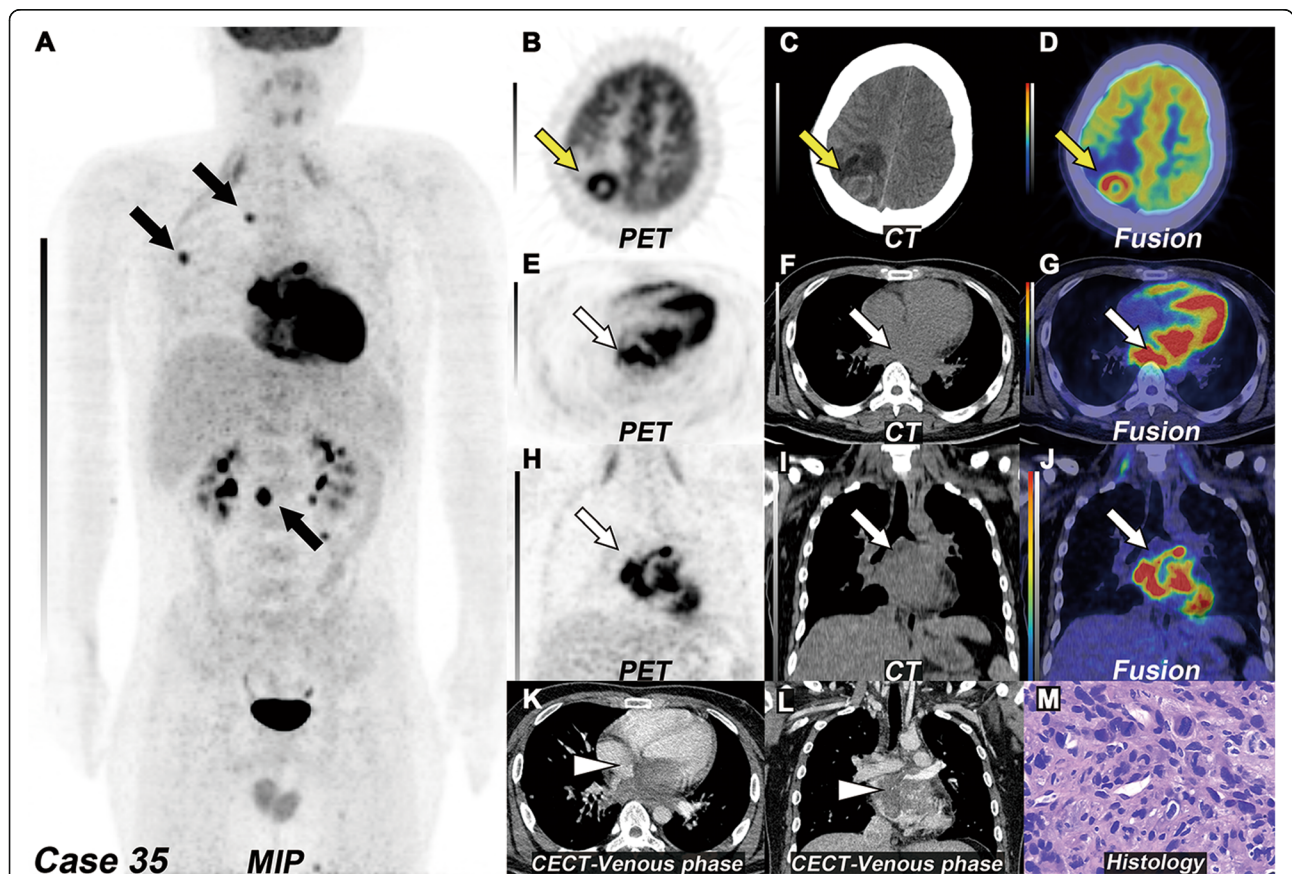 A
B
C
D
PET
CT
Fusion
E
F
G
PET
CT
Fusion
H
I
J
PET
CT
Fusion
K
L
M
Case 35
MIP
CECT-Venous phase
CECT-Venous phase
Histology